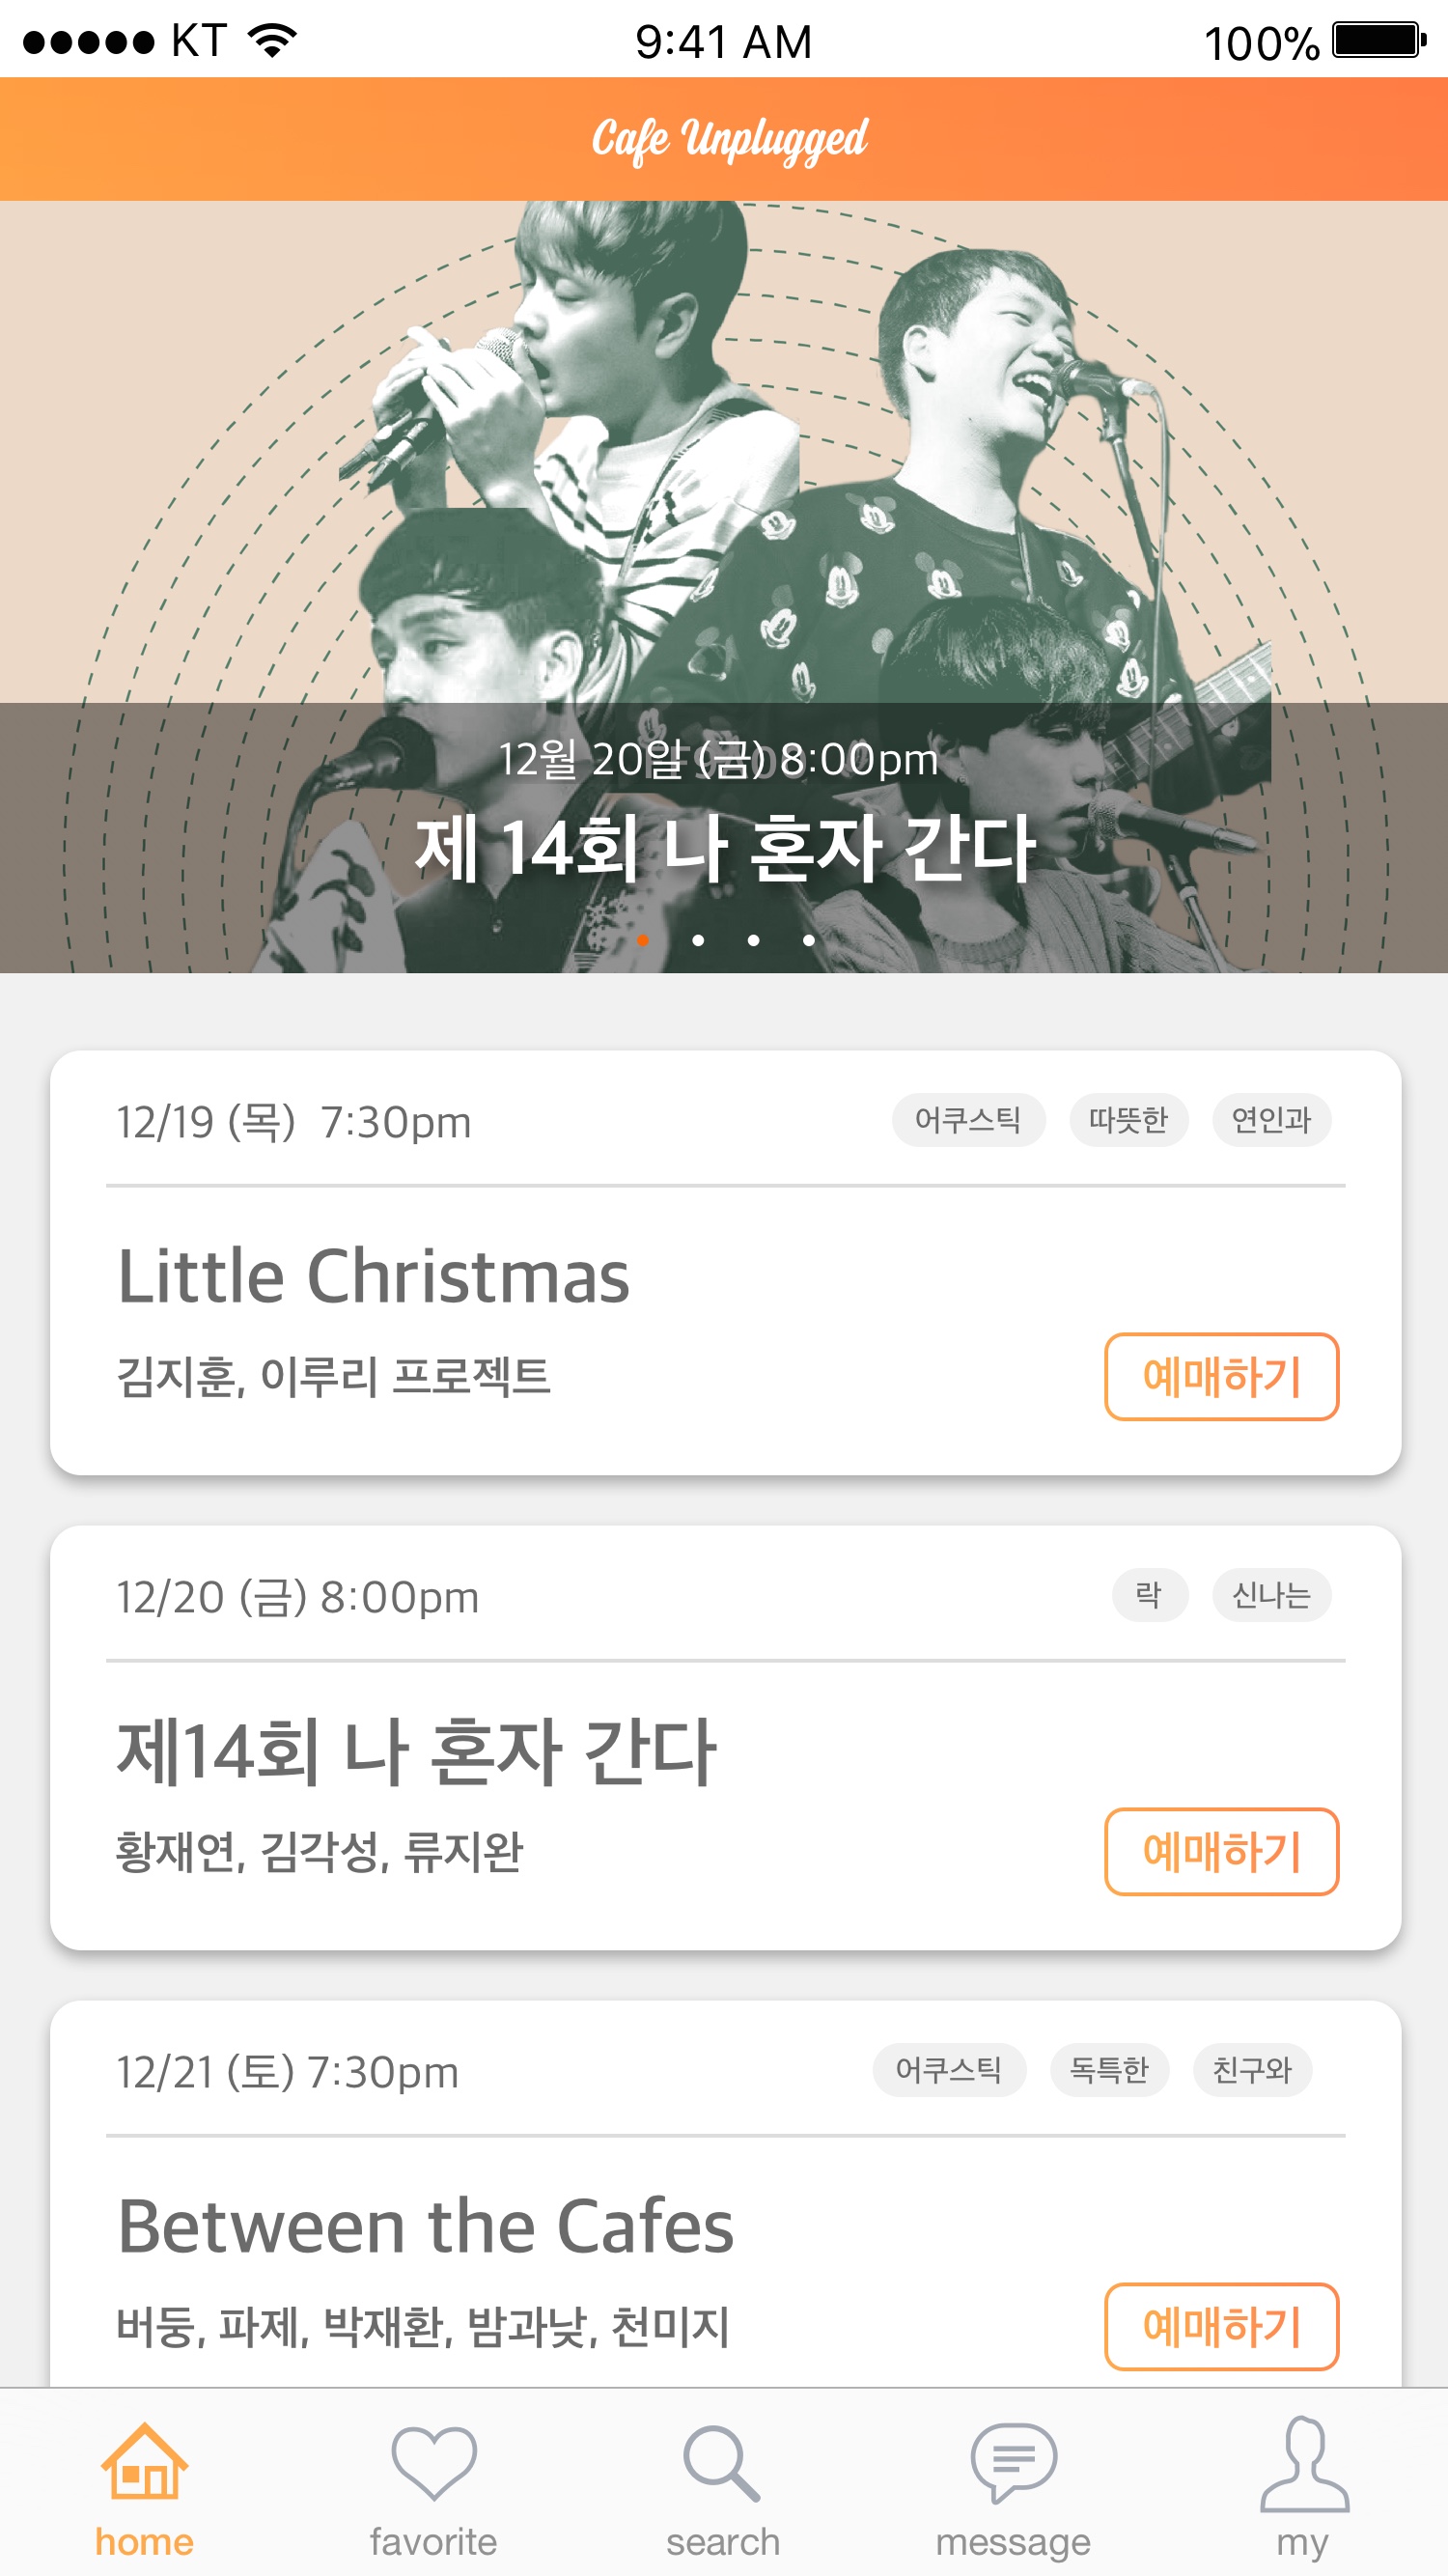 KT
9:41 AM
100%
Cafe Unplugged
12월 20일 (금) 8:00pm
제 14회 나 혼자 간다
12/19 (목) 7:30pm
어쿠스틱 따뜻한 연인과
Little Christmas
김지훈, 이루리 프로젝트
예매하기
12/20 (금) 8:00pm
락 신나는
제14회 나 혼자 간다
황재연, 김각성, 류지완
예매하기
12/21 (토) 7:30pm
어쿠스틱 독특한 친구와
Between the Cafes
버둥, 파제, 박재환, 밤과낮, 천미지
예매하기
home favorite search message my